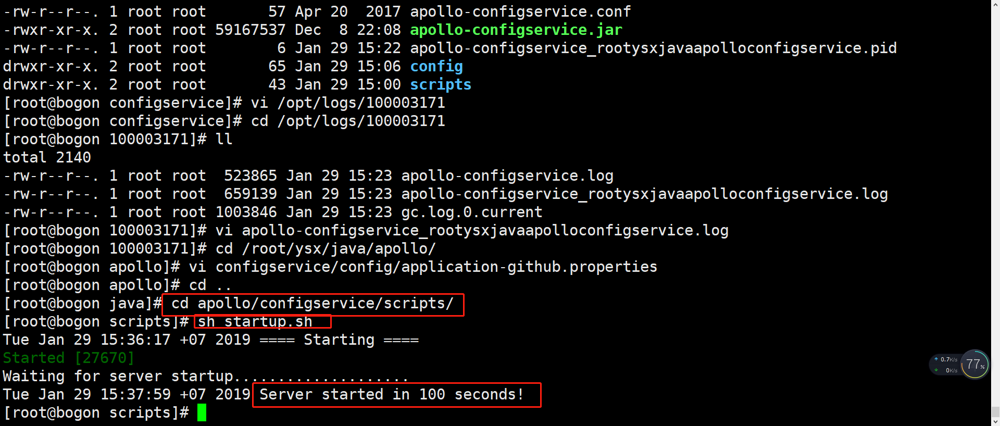 -rw-r--r--. 1 root root       57 Apr 20  2017 apollo-configservice.conf
-rwxr-xr-x. 2 root root 59167537 Dec  8 22:08 apollo-configservice.jar
-rw-r--r--. 1 root root        6 Jan 29 15:22 apollo-configservice_rootysxjavaapolloconfigservice.pid
drwxr-xr-x. 2 root root       65 Jan 29 15:06 config
drwxr-xr-x. 2 root root       43 Jan 29 15:00 scripts
[root@bogon configservice]# vi /opt/logs/100003171
[root@bogon configservice]# cd /opt/logs/100003171
[root@bogon 100003171]# ll
total 2140
-rw-r--r--. 1 root root  523865 Jan 29 15:23 apollo-configservice.log
-rw-r--r--. 1 root root  659139 Jan 29 15:23 apollo-configservice_rootysxjavaapolloconfigservice.log
-rw-r--r--. 1 root root 1003846 Jan 29 15:23 gc.log.0.current
[root@bogon 100003171]# vi apollo-configservice_rootysxjavaapolloconfigservice.log
[root@bogon 100003171]# cd /root/ysx/java/apollo/
[root@bogon apollo]# vi configservice/config/application-github.properties
[root@bogon apollo]# cd ..
[root@bogon java]# cd apollo/configservice/scripts/
[root@bogon scripts]# sh startup.sh
Tue Jan 29 15:36:17 +07 2019 ==== Starting ====
Started [27670]
Waiting for server startup....................
Tue Jan 29 15:37:59 +07 2019 Server started in 100 seconds!
[root@bogon scripts]#
0.7K/s
0K/s
77%